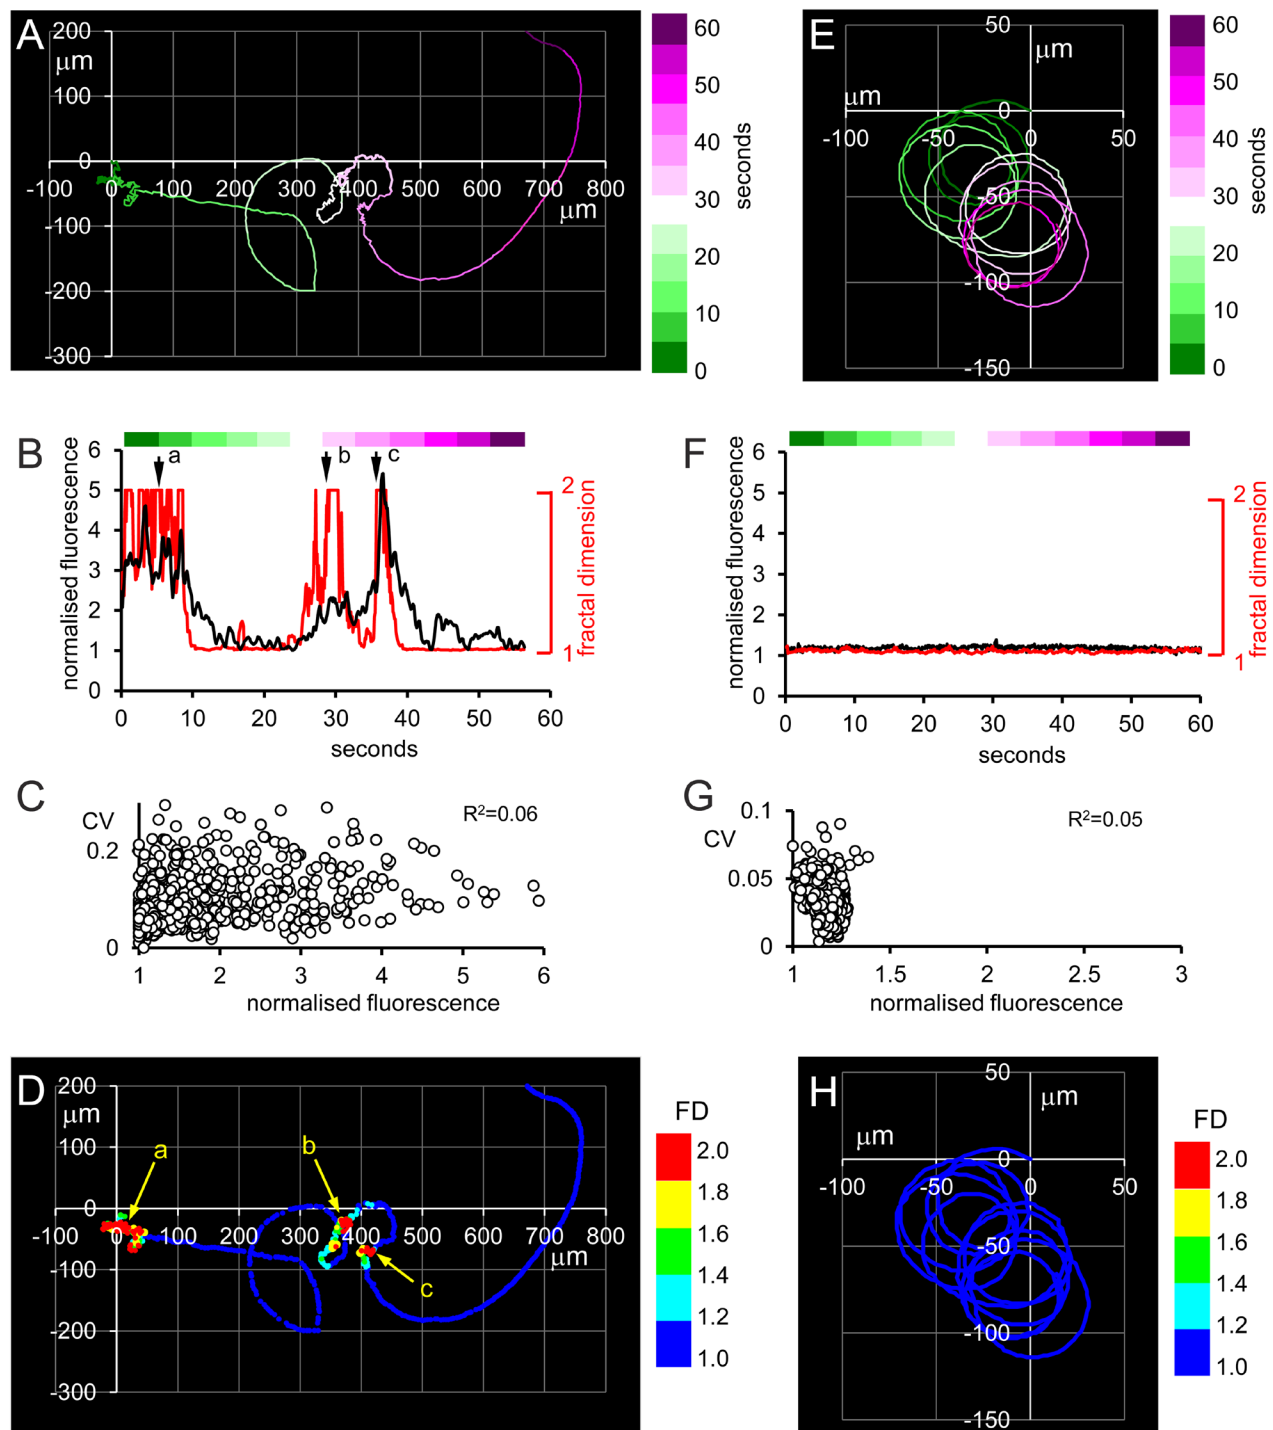 A
200
μm
100
0
-100 0 100 200 300 400 500 600 700 800
μm
-100
-200
-300
60
50
40
30
20
10
0
seconds
E
50
μm
μm
0
-100 -50 0 50
-50
-100
-150
60
50
40
30
20
10
0
seconds
B
normalised fluorescence
6
5
4
3
2
1
0
a
b
c
2
1
fractal dimension
0 10 20 30 40 50 60
seconds
F
normalised fluorescence
6
5
4
3
2
1
0
2
1
fractal dimension
0 10 20 30 40 50 60
seconds
C
CV
0.2
0
R²=0.06
1 2 3 4 5 6
normalised fluorescence
G
0.1
CV
0.05
0
R²=0.05
1 1.5 2 2.5 3
normalised fluorescence
D
200
μm
100
0
-100 0 100 200 300 400 500 600 700 800
μm
-100
-200
-300
a
b
c
FD
2.0
1.8
1.6
1.4
1.2
1.0
H
50
μm
μm
0
-100 -50 0 50
-50
-100
-150
FD
2.0
1.8
1.6
1.4
1.2
1.0